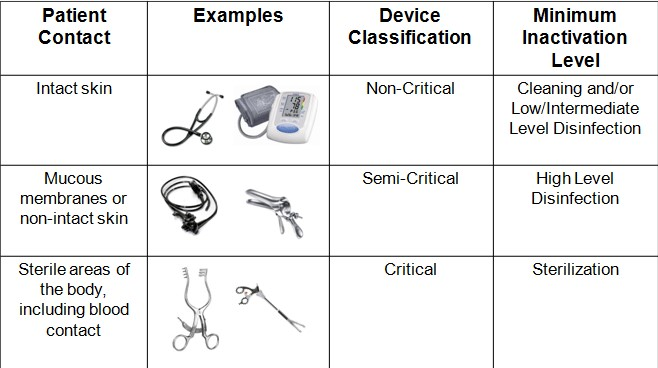 Patient
Contact
Examples
Device
Classification
Minimum
Inactivation
Level
Intact skin
Non-Critical
Cleaning and/or
Low/Intermediate
Level Disinfection
Mucous
membranes or
non-intact skin
Semi-Critical
High Level
Disinfection
Sterile areas of
the body,
including blood
contact
Critical
Sterilization